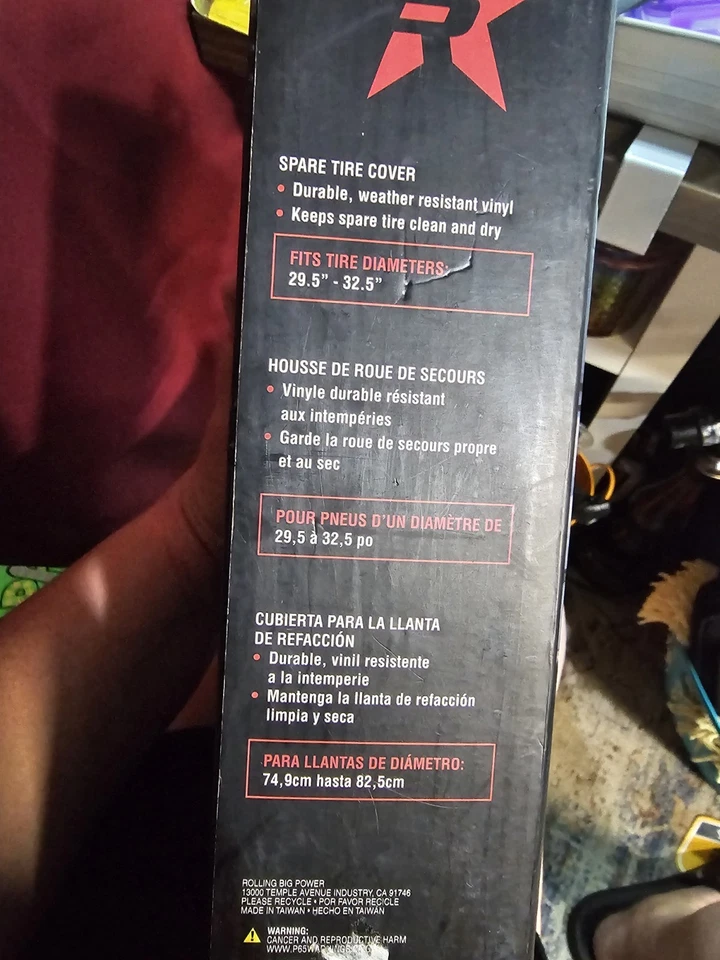 SPARE TIRE COVER
• Durable, weather resistant vinyl
• Keeps spare tire clean and dry
FITS TIRE DIAMETERS:
29.5” - 32.5”
HOUSSE DE ROUE DE SECOURS
• Vinyle durable résistant
aux intempéries
• Garde la roue de secours propre
et au sec
POUR PNEUS D’UN DIAMÈTRE DE
29,5 à 32,5 po
CUBIERTA PARA LA LLANTA
DE REFACCIÓN
• Durable, vinil resistente
a la intemperie
• Mantenga la llanta de refacción
limpia y seca
PARA LLANTAS DE DIÁMETRO:
74,9cm hasta 82,5cm
ROLLING BIG POWER
13000 TEMPLE AVENUE INDUSTRY, CA 91746
PLEASE RECYCLE • POR FAVOR RECICLE
MADE IN TAIWAN • HECHO EN TAIWÁN
WARNING:
CANCER AND REPRODUCTIVE HARM